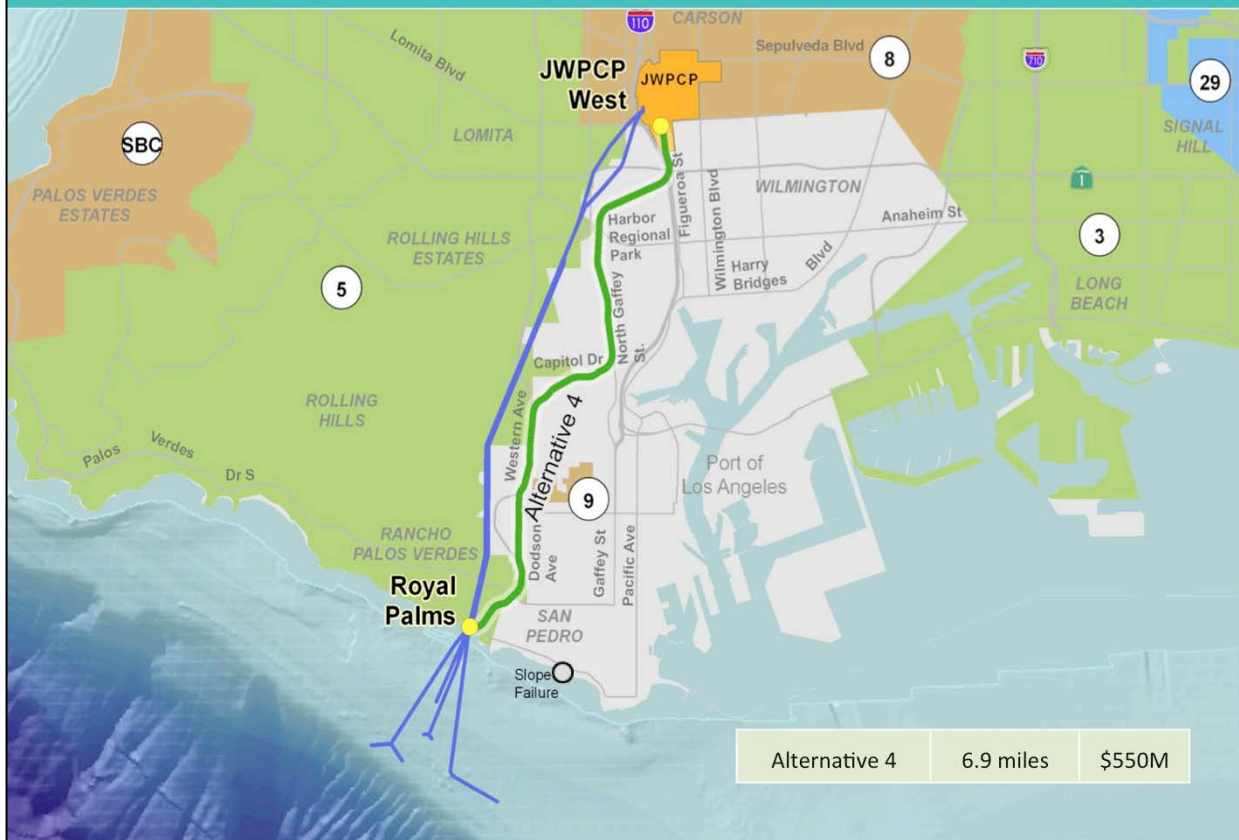 110
CARSON
Lomita Blvd
Sepulveda Blvd
8
710
JWPCP
West
JWPCP
29
SBC
LOMITA
SIGNAL
HILL
Figueroa St
Wilmington Blvd
1
PALOS VERDES
ESTATES
WILMINGTON
Harbor
Regional
Park
Anaheim St
ROLLING HILLS
ESTATES
3
Harry
Bridges
Blvd
5
LONG
BEACH
North Gaffey
St.
Capitol Dr
ROLLING
HILLS
Western Ave
Alternative 4
Palos
Verdes
Dr S
Port of
Los Angeles
9
RANCHO
PALOS VERDES
Dodson
Ave
Gaffey St
Pacific Ave
Royal
Palms
SAN
PEDRO
Slope
Failure
Alternative 4
6.9 miles
$550M